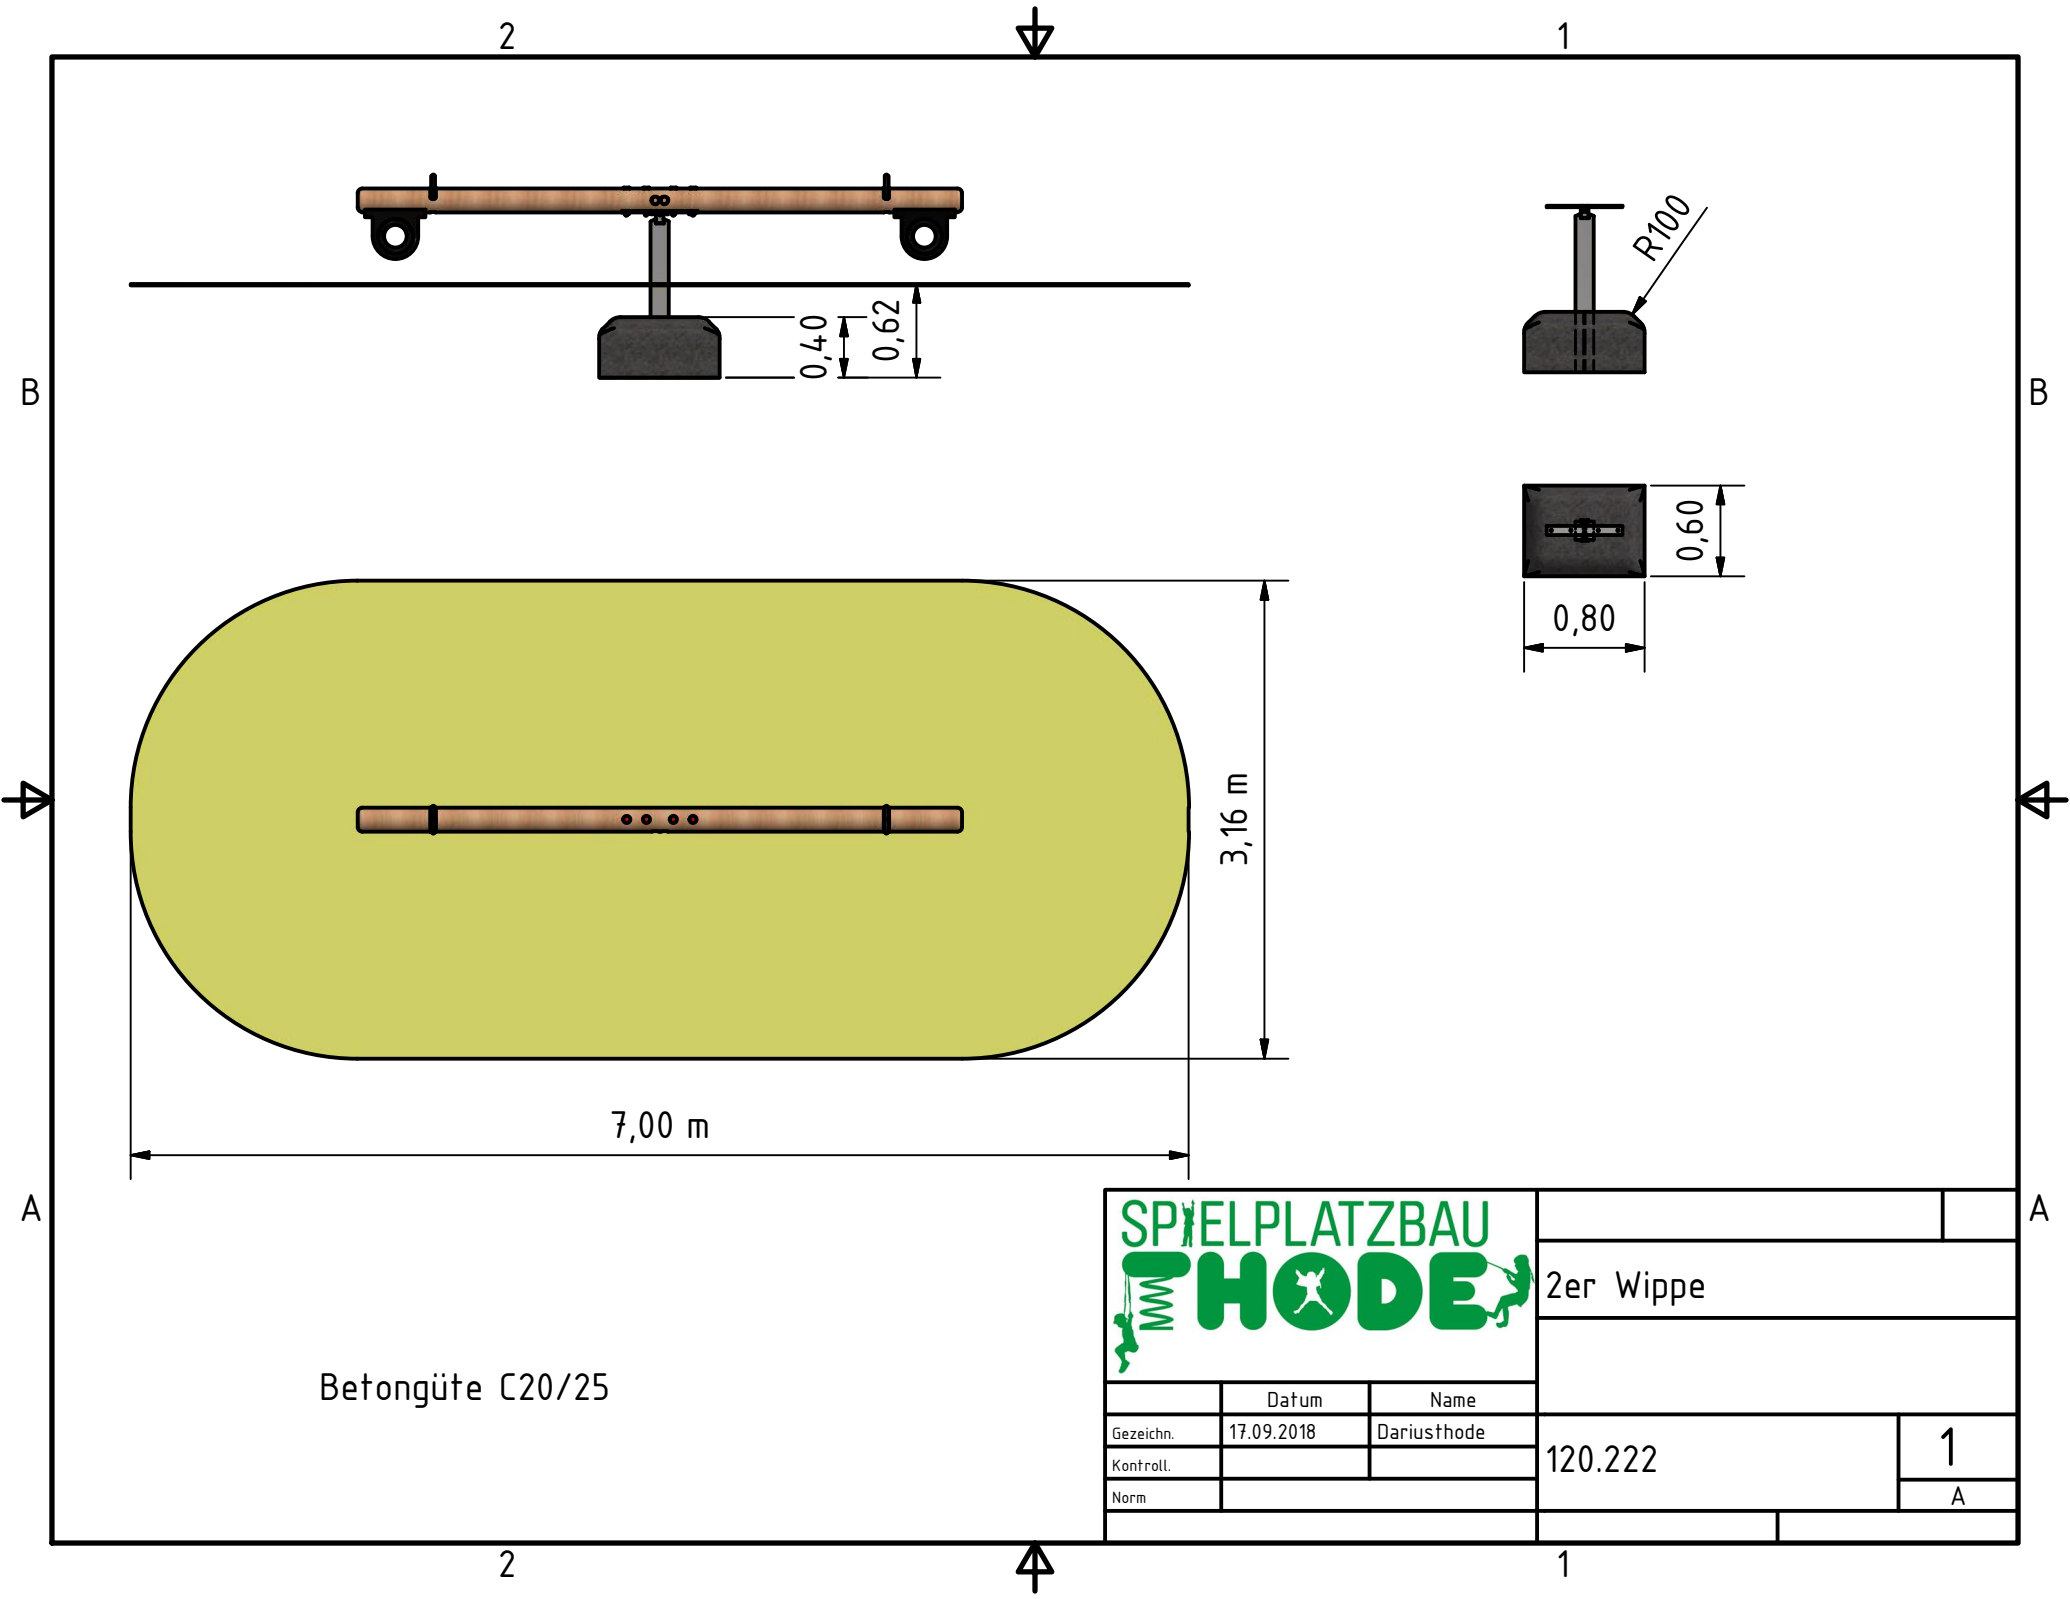 2
1
R100
0,40
0,62
B
B
0,60
0,80
3,16 m
7,00 m
A
A
SPIELPLATZBAU
THODE
2er Wippe
Betongüte C20/25
Datum
Name
Gezeichn.
17.09.2018
Dariusthode
Kontroll.
Norm
120.222
1
A
2
1